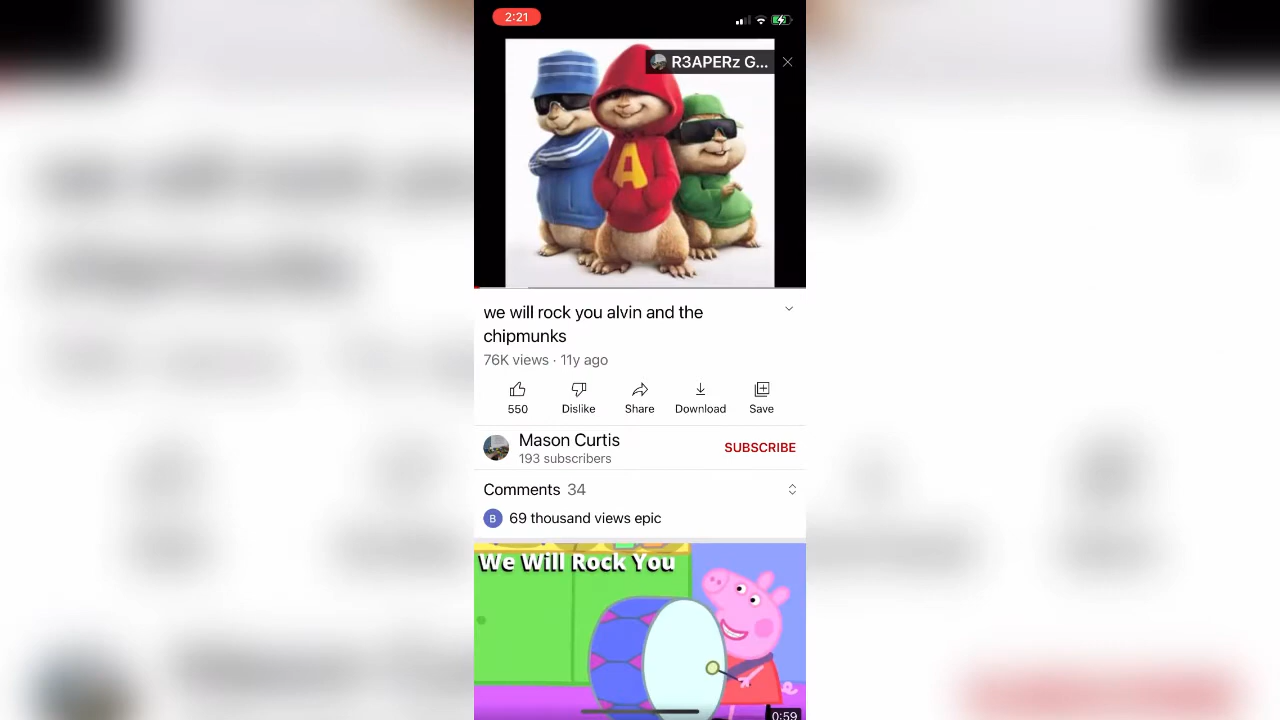 2:21
R3APERz G...
A
we will rock you alvin and the
chipmunks
76K views · 11y ago
550
Dislike
Share
Download
Save
Mason Curtis
193 subscribers
SUBSCRIBE
Comments 34
B
69 thousand views epic
We Will Rock You
0:59